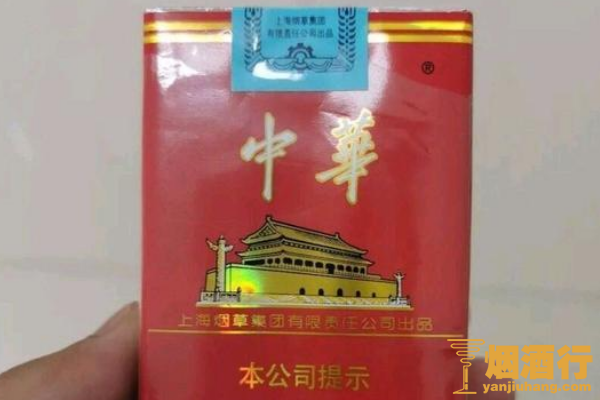 上海烟草集团
有限责任公司出品
®
中華
上海烟草集团有限责任公司出品
本公司提示
烟酒行
yanjiuhang.com